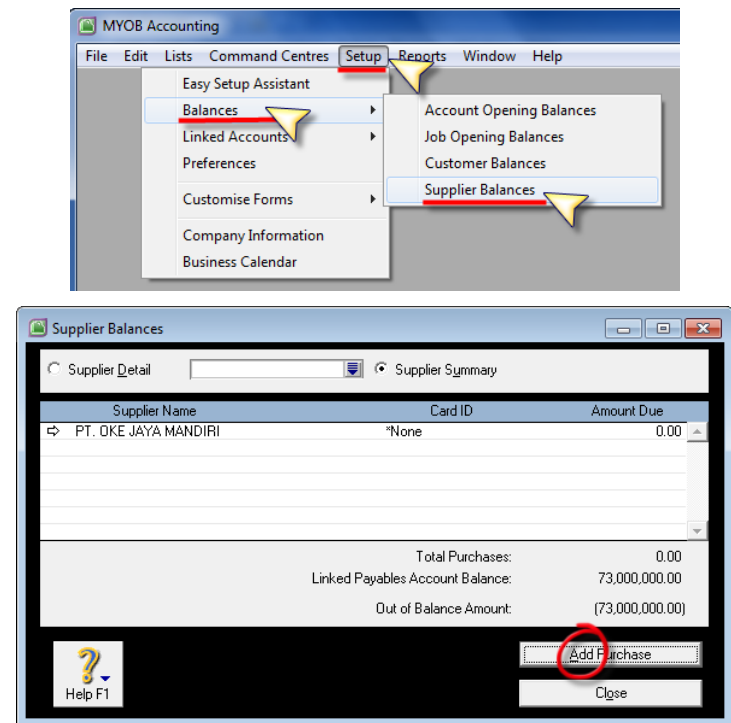 MYOB Accounting
File Edit Lists Command Centres Setup Reports Window Help
Easy Setup Assistant
Balances
Account Opening Balances
Linked Accounts
Job Opening Balances
Preferences
Customer Balances
Supplier Balances
Customise Forms
Company Information
Business Calendar
Supplier Balances
Supplier Detail Supplier Summary
Supplier Name Card ID Amount Due
PT. OKE JAYA MANDIRI *None 0.00
Total Purchases: 0.00
Linked Payables Account Balance: 73,000,000.00
Out of Balance Amount: (73,000,000.00)
Add Purchase
Help F1
Close